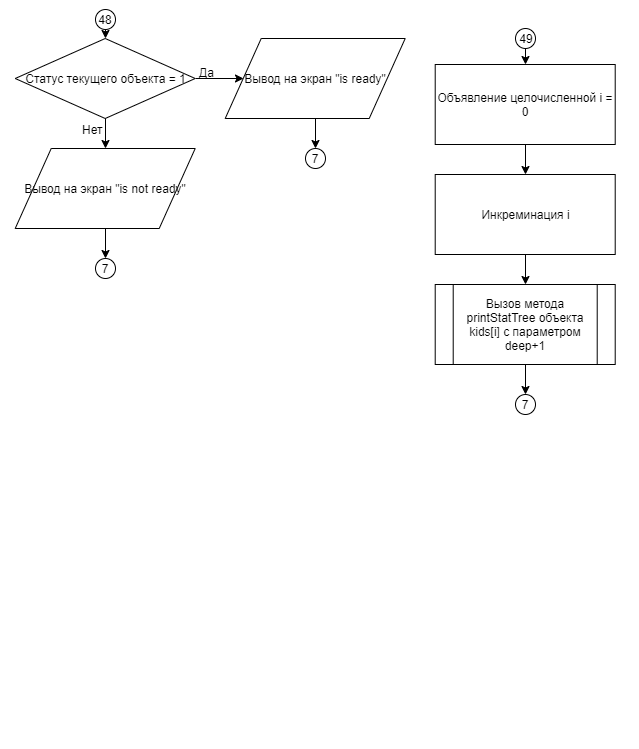 48
Статус текущего объекта = 1
Да
Вывод на экран "is ready"
7
Нет
Вывод на экран "is not ready"
7
49
Объявление целочисленной i =
0
Инкреминация i
Вызов метода
printStatTree объекта
kids[i] с параметром
deep+1
7